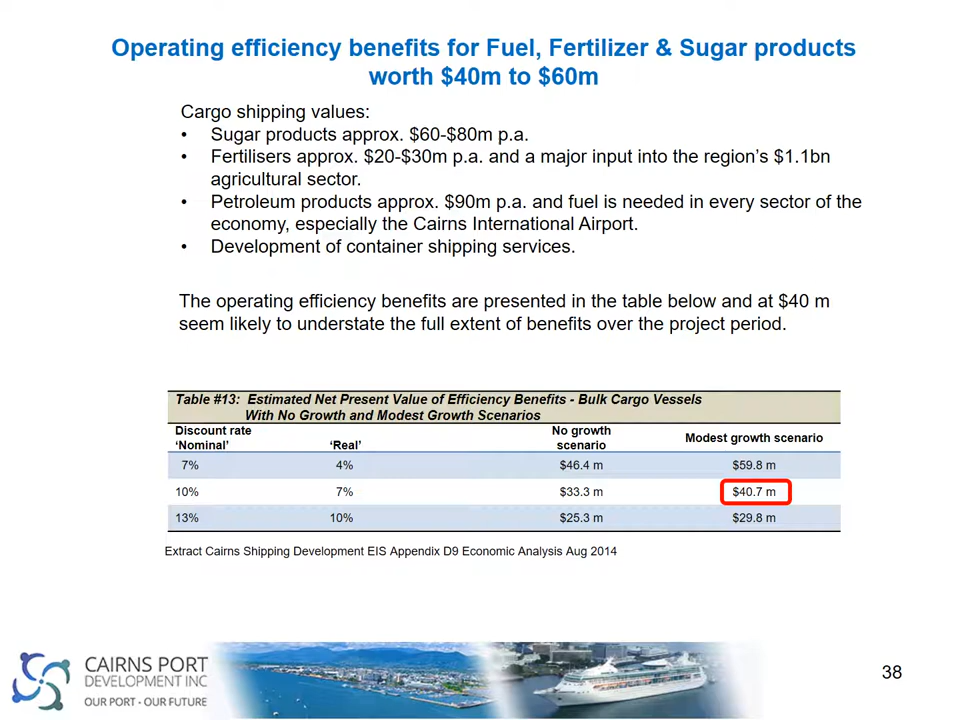 Operating efficiency benefits for Fuel, Fertilizer & Sugar products
worth $40m to $60m
Cargo shipping values:
• Sugar products approx. $60-$80m p.a.
• Fertilisers approx. $20-$30m p.a. and a major input into the region's $1.1bn
agricultural sector.
• Petroleum products approx. $90m p.a. and fuel is needed in every sector of the
economy, especially the Cairns International Airport.
• Development of container shipping services.
The operating efficiency benefits are presented in the table below and at $40 m
seem likely to understate the full extent of benefits over the project period.
Table #13: Estimated Net Present Value of Efficiency Benefits - Bulk Cargo Vessels
With No Growth and Modest Growth Scenarios
Discount rate No growth
‘Nominal’ ‘Real’ scenario Modest growth scenario
7% 4% $46.4 m $59.8 m
10% 7% $33.3 m $40.7 m
13% 10% $25.3 m $29.8 m
Extract Cairns Shipping Development EIS Appendix D9 Economic Analysis Aug 2014
CAIRNS PORT
DEVELOPMENT INC
OUR PORT - OUR FUTURE
38